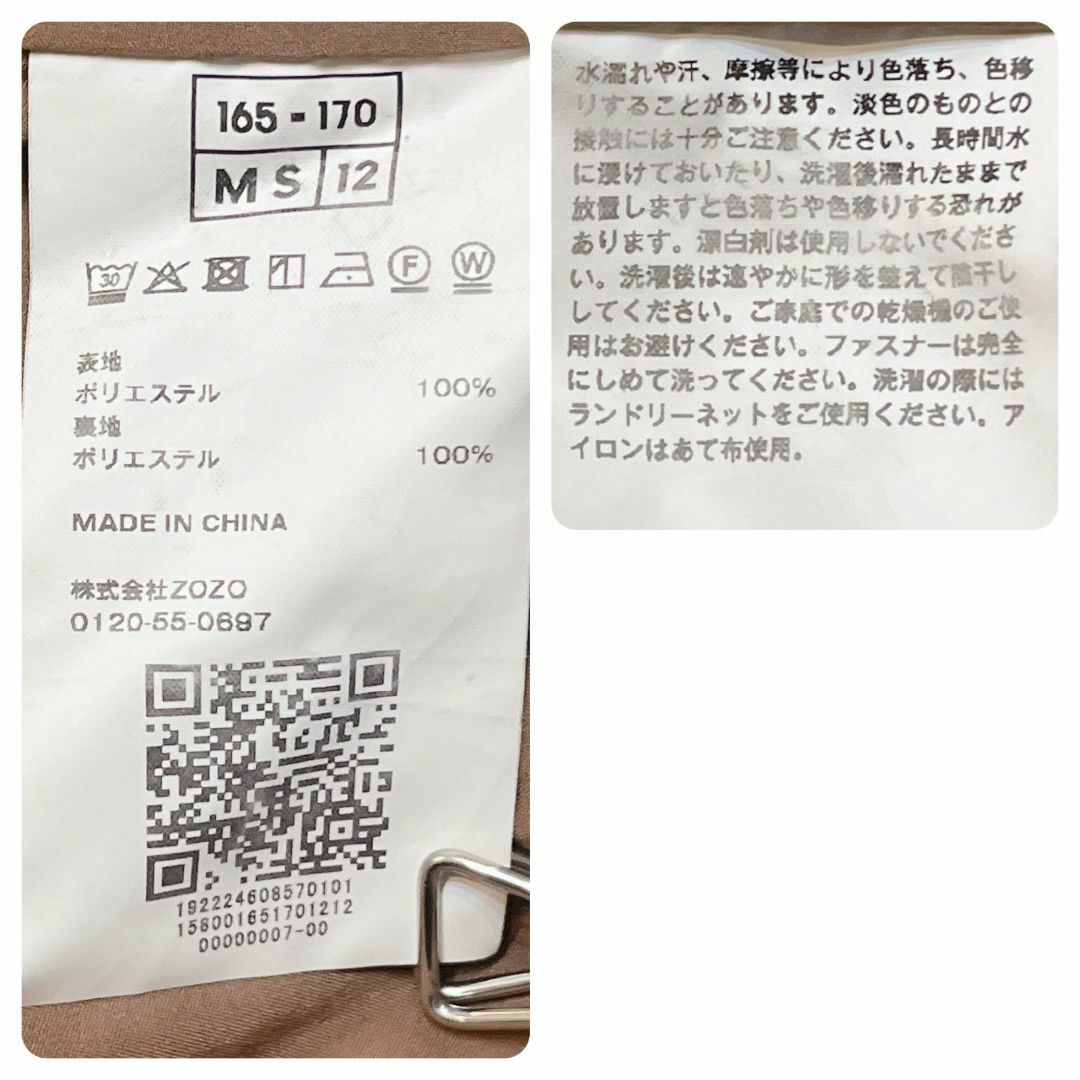 165 - 170
M S 12
30 F W
表地
ポリエステル 100%
裏地
ポリエステル 100%
MADE IN CHINA
株式会社ZOZO
0120-55-0697
192224608570101
158001651701212
00000007-00
水濡れや汗、摩擦等により色落ち、色移
りすることがあります。淡色のものとの
接触には十分ご注意ください。長時間水
に浸けておいたり、洗濯後濡れたままで
放置しますと色落ちや色移りする恐れが
あります。漂白剤は使用しないでくださ
い。洗濯後は速やかに形を整えて陰干し
してください。ご家庭での乾燥機のご使
用はお避けください。ファスナーは完全
にしめて洗ってください。洗濯の際には
ランドリーネットをご使用ください。ア
イロンはあて布使用。